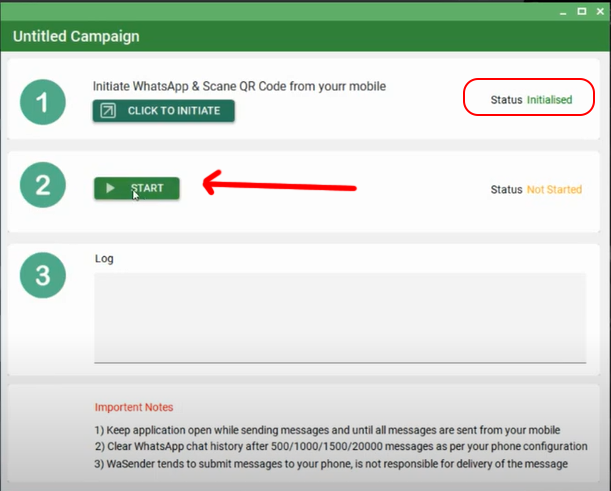 Untitled Campaign
1
Initiate WhatsApp & Scane QR Code from yourr mobile
CLICK TO INITIATE
Status Initialised
2
START
Status Not Started
3
Log
Importent Notes
1) Keep application open while sending messages and until all messages are sent from your mobile
2) Clear WhatsApp chat history after 500/1000/1500/20000 messages as per your phone configuration
3) WaSender tends to submit messages to your phone, is not responsible for delivery of the message